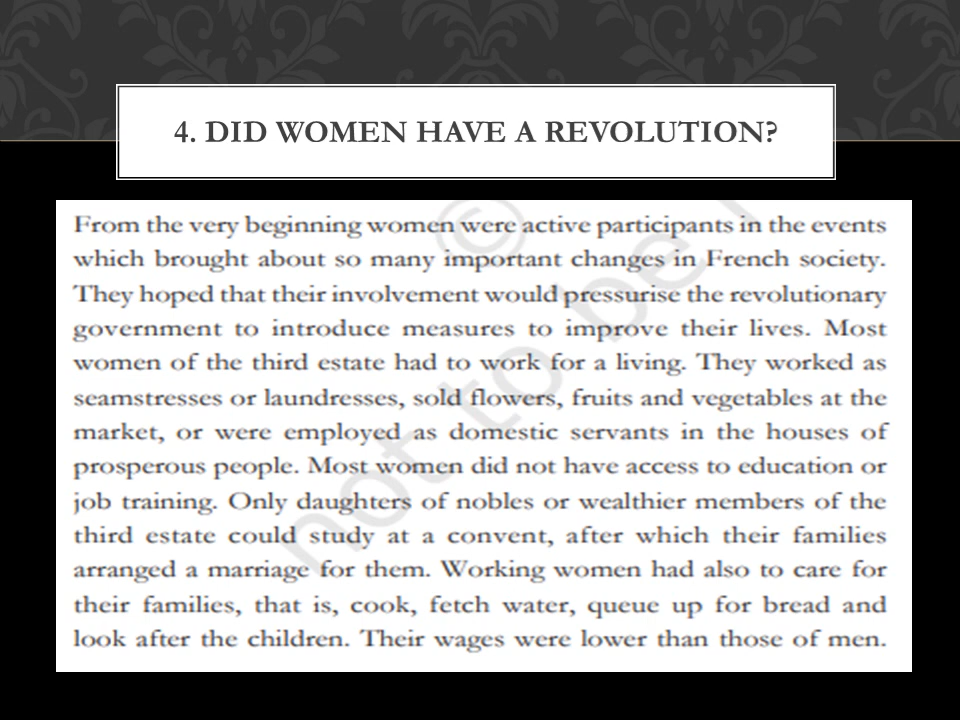 4. DID WOMEN HAVE A REVOLUTION?
From the very beginning women were active participants in the events
which brought about so many important changes in French society.
They hoped that their involvement would pressurise the revolutionary
government to introduce measures to improve their lives. Most
women of the third estate had to work for a living. They worked as
seamstresses or laundresses, sold flowers, fruits and vegetables at the
market, or were employed as domestic servants in the houses of
prosperous people. Most women did not have access to education or
job training. Only daughters of nobles or wealthier members of the
third estate could study at a convent, after which their families
arranged a marriage for them. Working women had also to care for
their families, that is, cook, fetch water, queue up for bread and
look after the children. Their wages were lower than those of men.
©
not to be